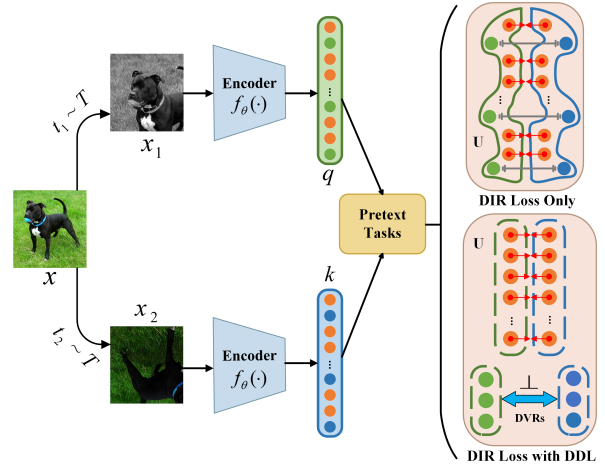 t₁ ~ T
x₁
Encoder
f_θ(·)
⋮
q
U
⋮
⋮
DIR Loss Only
x
Pretext
Tasks
t₂ ~ T
x₂
k
Encoder
f_θ(·)
⋮
U
⋮
⋮
⊥
DVRs
DIR Loss with DDL